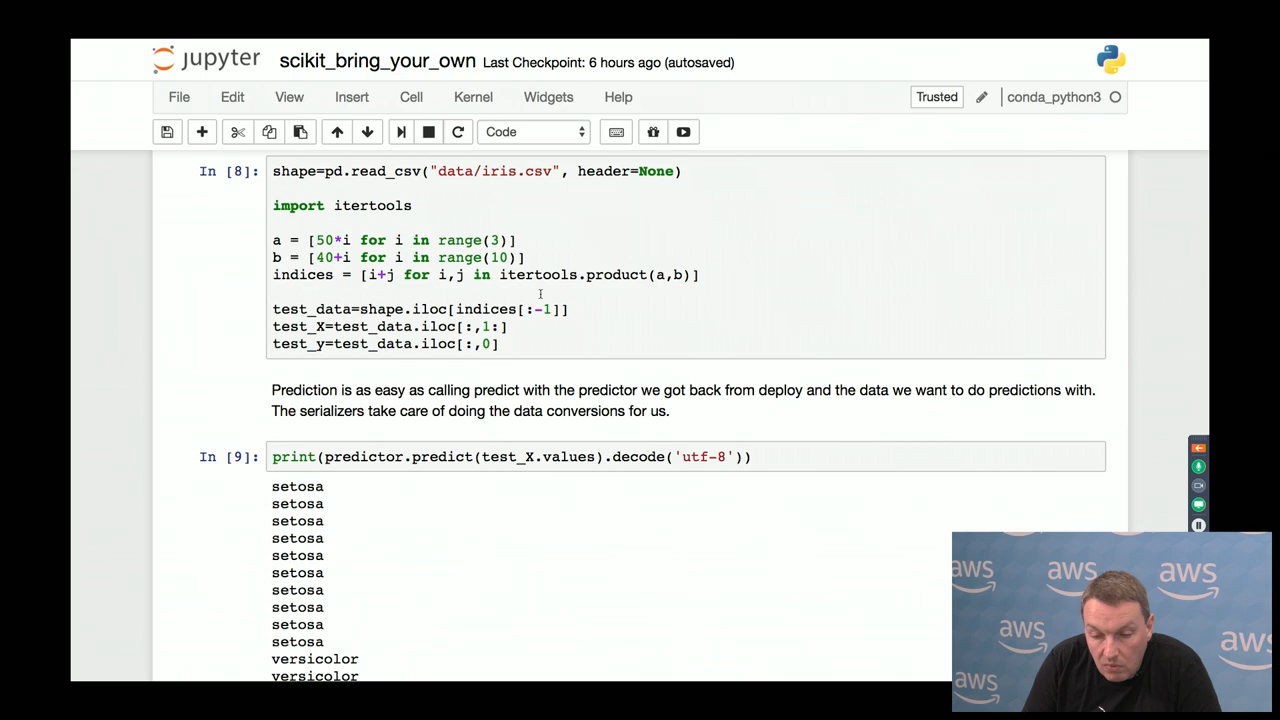 jupyter scikit_bring_your_own Last Checkpoint: 6 hours ago (autosaved)
File Edit View Insert Cell Kernel Widgets Help Trusted conda_python3
Code
In [8]: shape=pd.read_csv("data/iris.csv", header=None)
import itertools
a = [50*i for i in range(3)]
b = [40+i for i in range(10)]
indices = [i+j for i,j in itertools.product(a,b)]
test_data=shape.iloc[indices[:-1]]
test_X=test_data.iloc[:,1:]
test_y=test_data.iloc[:,0]
Prediction is as easy as calling predict with the predictor we got back from deploy and the data we want to do predictions with.
The serializers take care of doing the data conversions for us.
In [9]: print(predictor.predict(test_X.values).decode('utf-8'))
setosa
setosa
setosa
setosa
setosa
setosa
setosa
setosa
setosa
setosa
versicolor
versicolor
aws aws aws
aws aws
aws